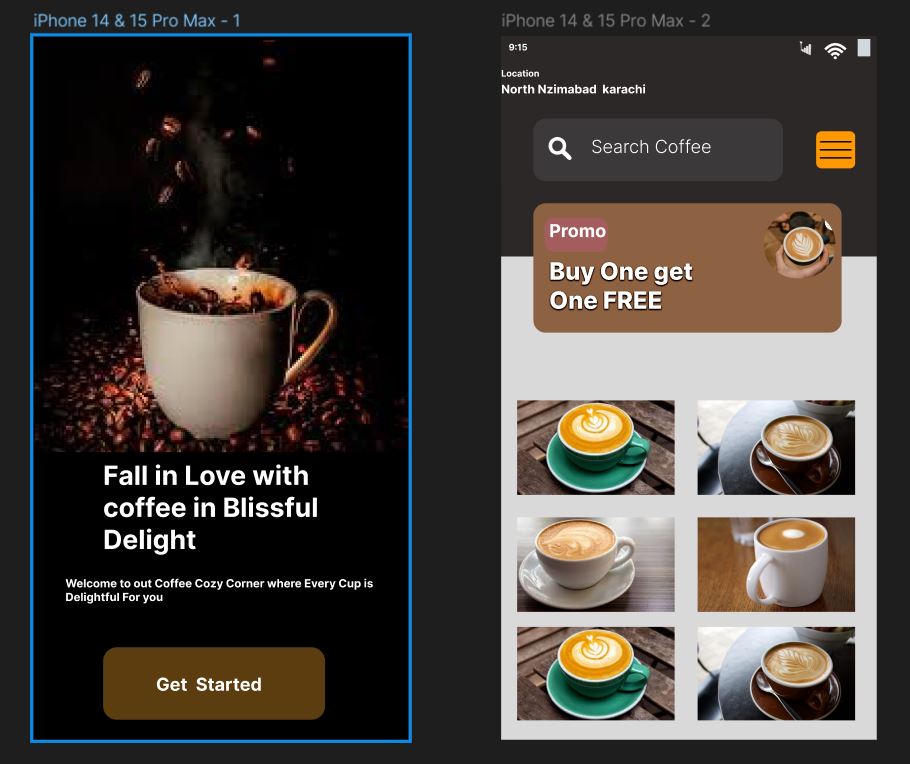 iPhone 14 & 15 Pro Max - 1
Fall in Love with
coffee in Blissful
Delight
Welcome to out Coffee Cozy Corner where Every Cup is
Delightful For you
Get Started
iPhone 14 & 15 Pro Max - 2
9:15
Location
North Nzimabad karachi
Search Coffee
Promo
Buy One get
One FREE